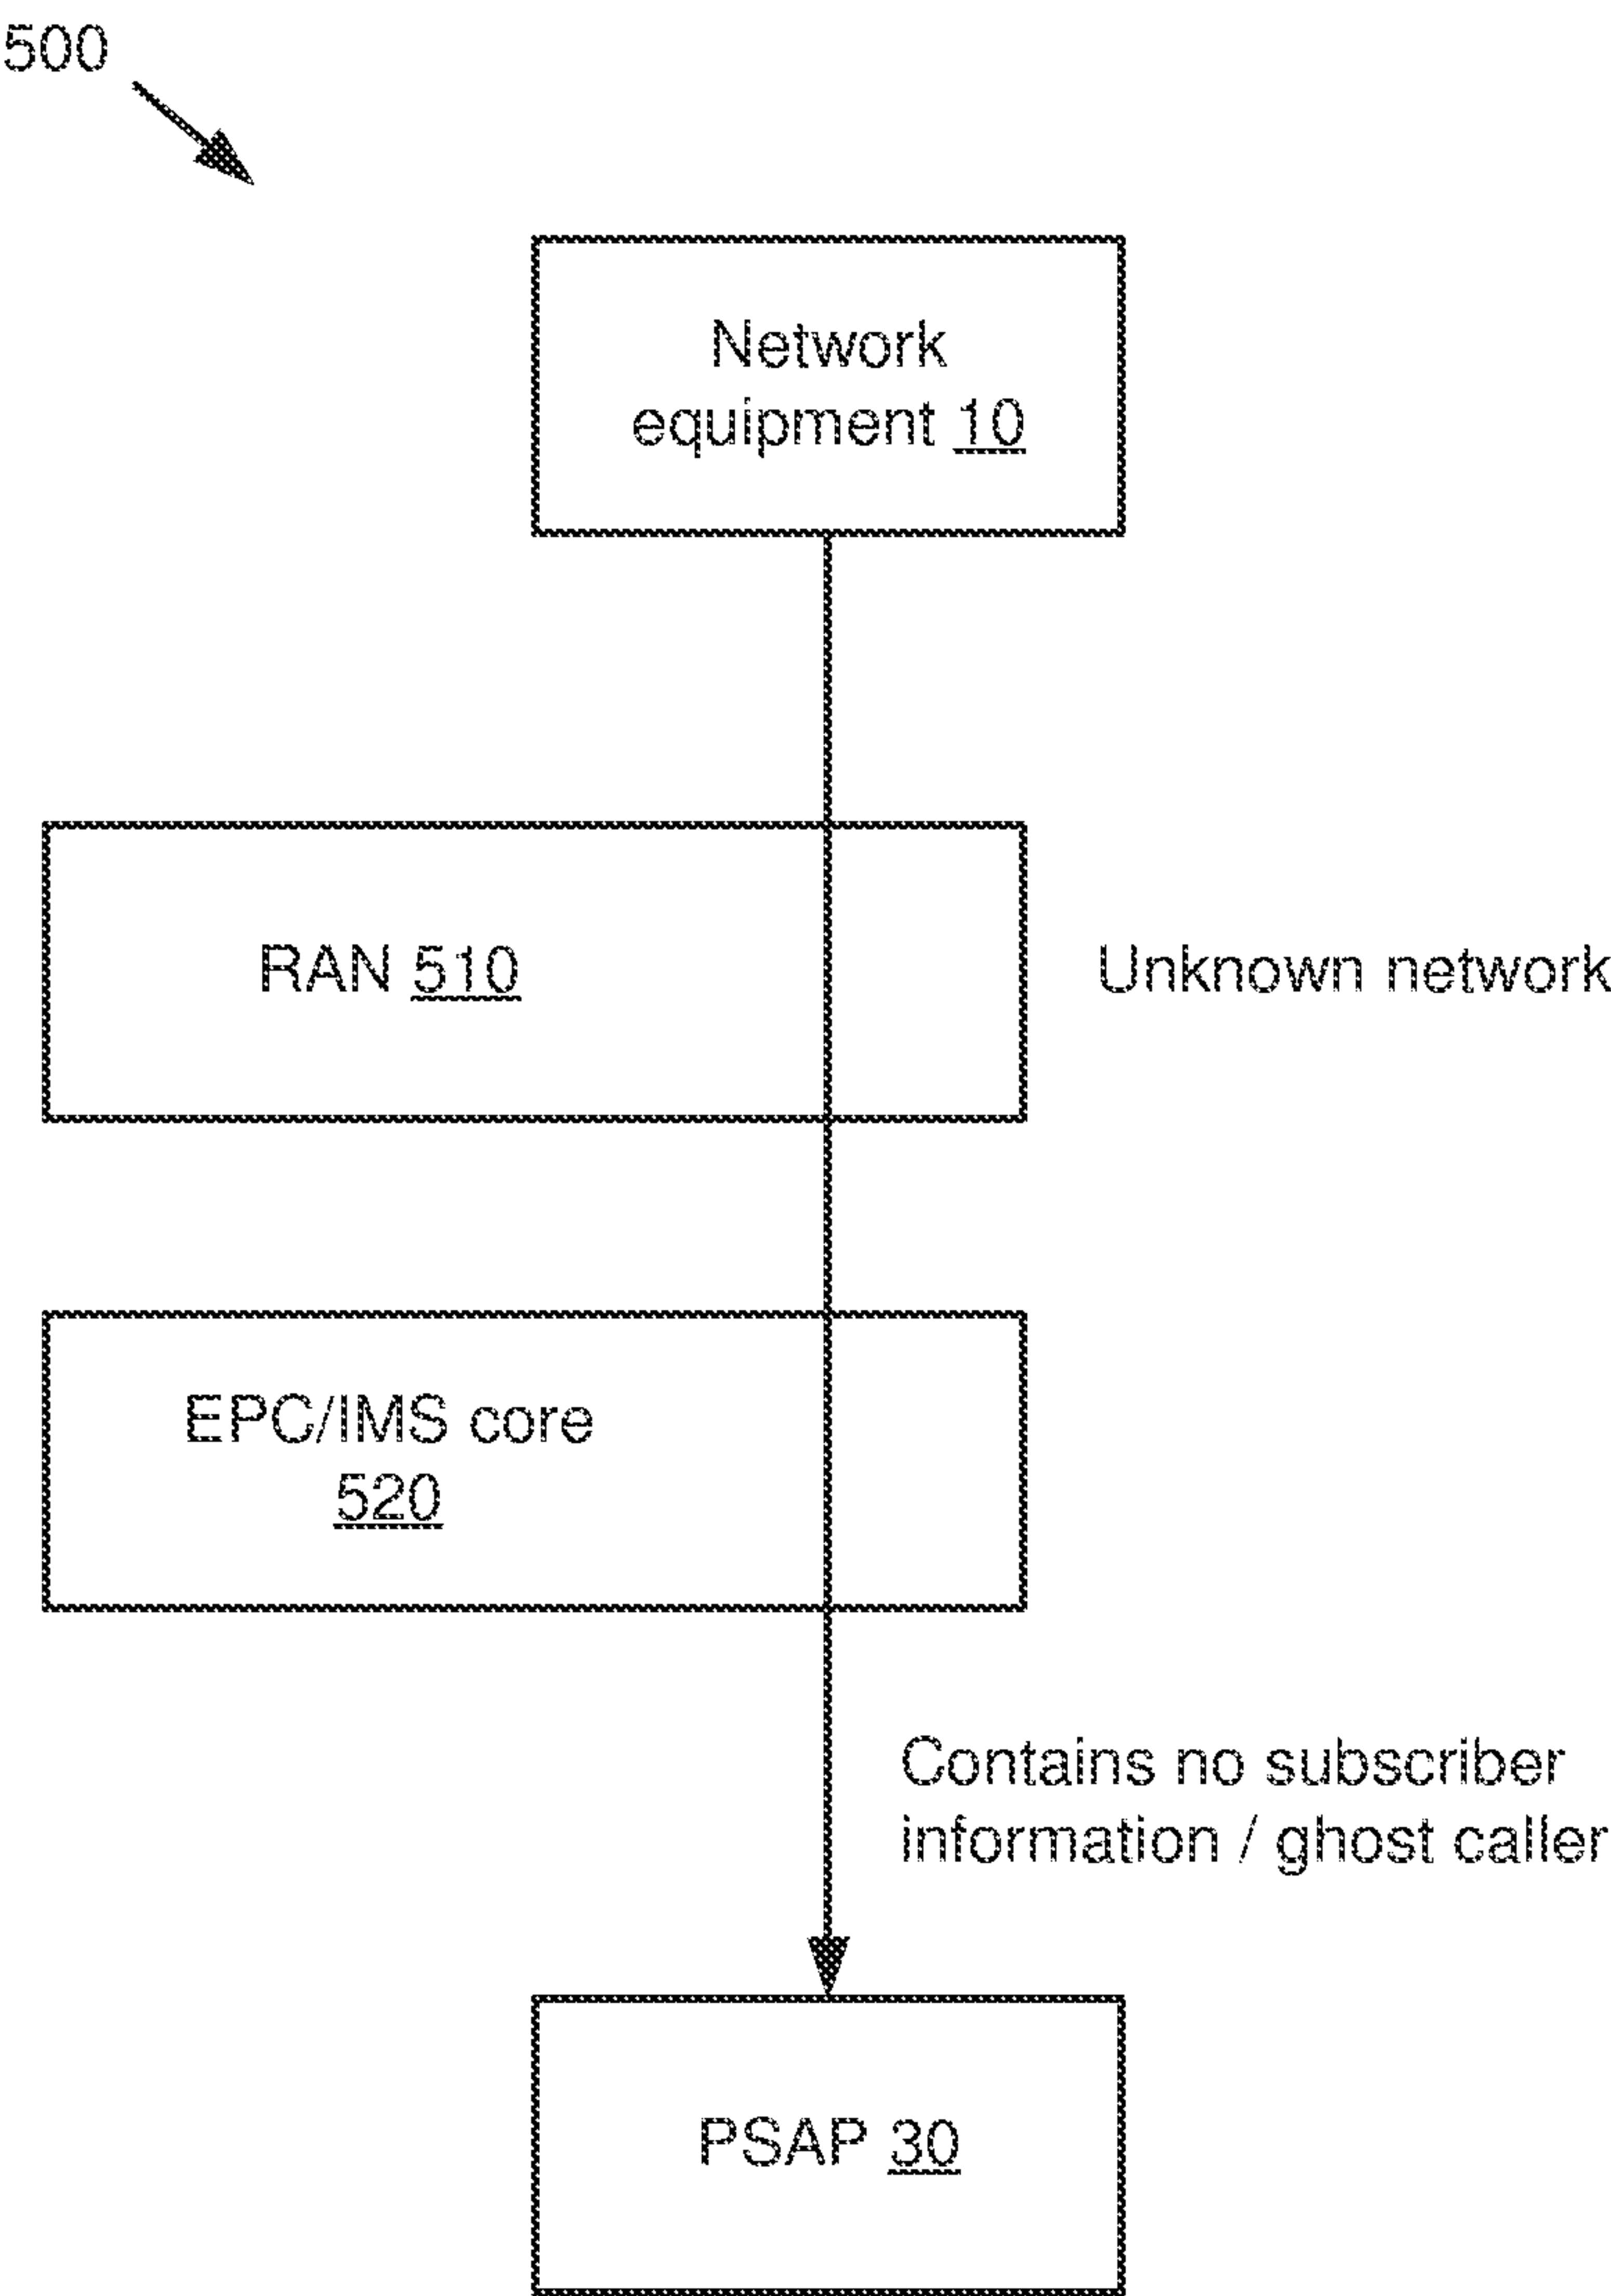 500
Network
equipment 10
RAN 510
Unknown network
EPC/IMS core
520
Contains no subscriber
information / ghost caller
PSAP 30